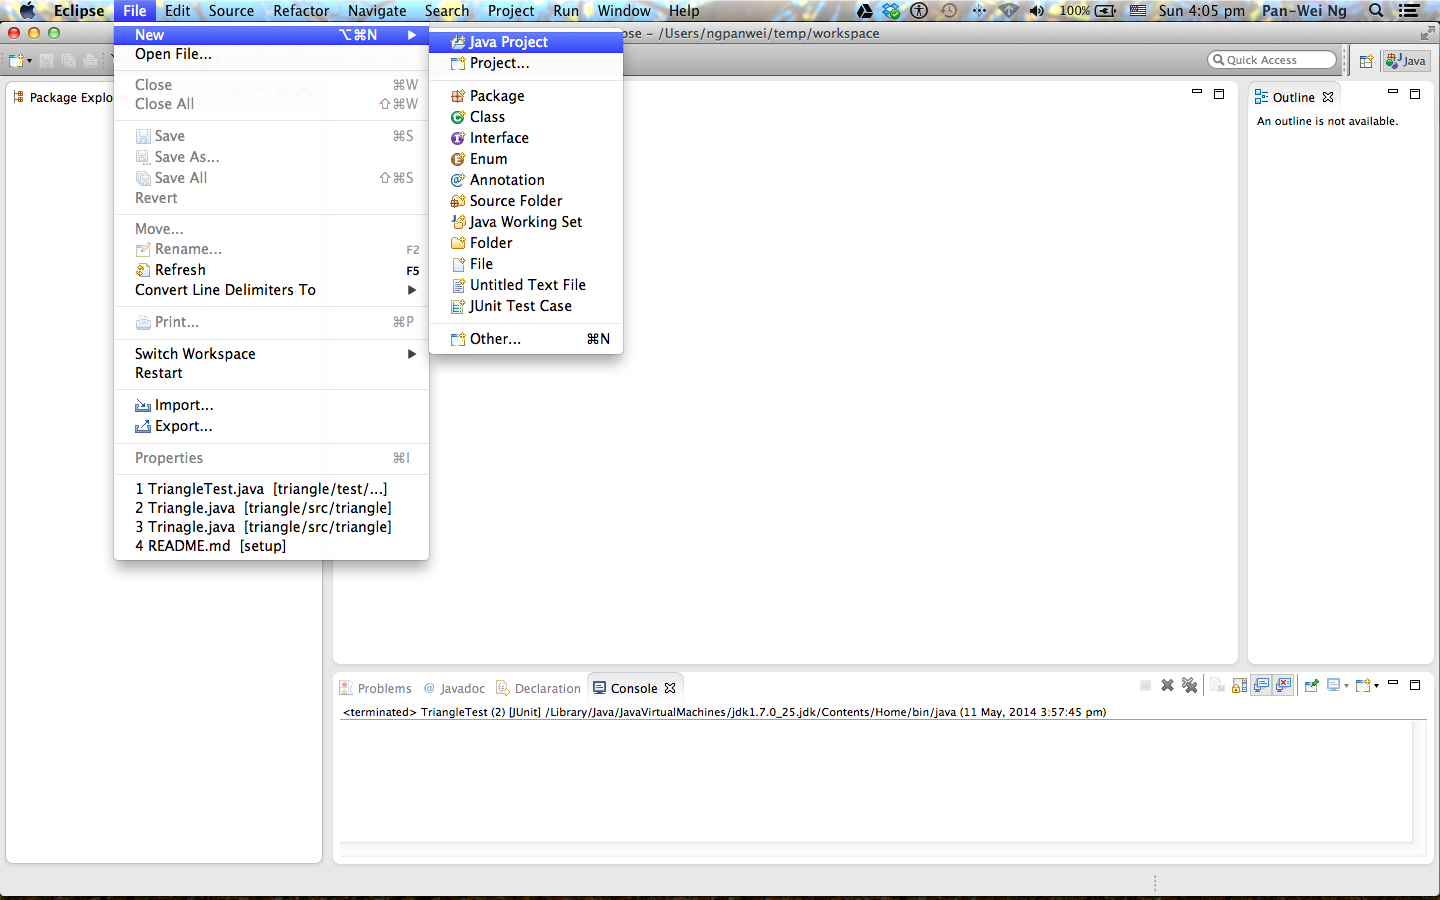 Eclipse File Edit Source Refactor Navigate Search Project Run Window Help 100% Sun 4:05 pm Pan-Wei Ng
ose – /Users/ngpanwei/temp/workspace
Quick Access Java
New ⌥⌘N
Open File...
Close ⌘W
Close All ⇧⌘W
Save ⌘S
Save As...
Save All ⇧⌘S
Revert
Move...
Rename... F2
Refresh F5
Convert Line Delimiters To
Print... ⌘P
Switch Workspace
Restart
Import...
Export...
Properties ⌘I
1 TriangleTest.java [triangle/test/...]
2 Triangle.java [triangle/src/triangle]
3 Trinagle.java [triangle/src/triangle]
4 README.md [setup]
Java Project
Project...
Package
Class
Interface
Enum
Annotation
Source Folder
Java Working Set
Folder
File
Untitled Text File
JUnit Test Case
Other... ⌘N
Package Explo
Outline
An outline is not available.
Problems @ Javadoc Declaration Console
<terminated> TriangleTest (2) [JUnit] /Library/Java/JavaVirtualMachines/jdk1.7.0_25.jdk/Contents/Home/bin/java (11 May, 2014 3:57:45 pm)